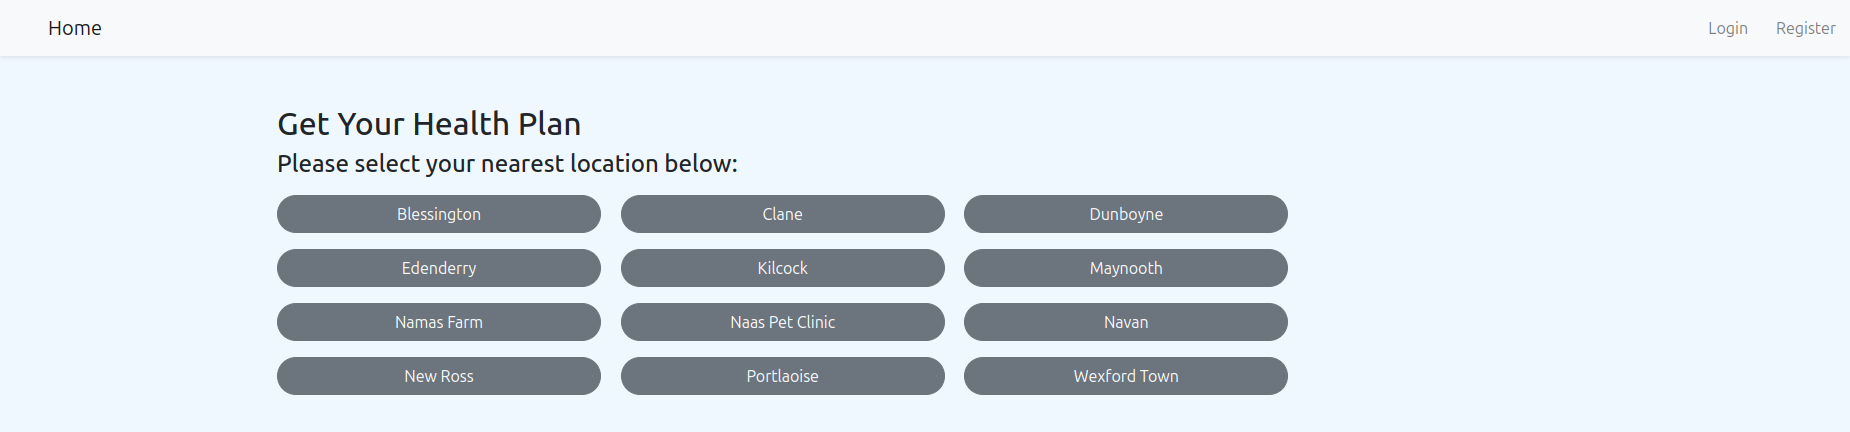 Home Login Register
Get Your Health Plan
Please select your nearest location below:
Blessington Clane Dunboyne
Edenderry Kilcock Maynooth
Namas Farm Naas Pet Clinic Navan
New Ross Portlaoise Wexford Town